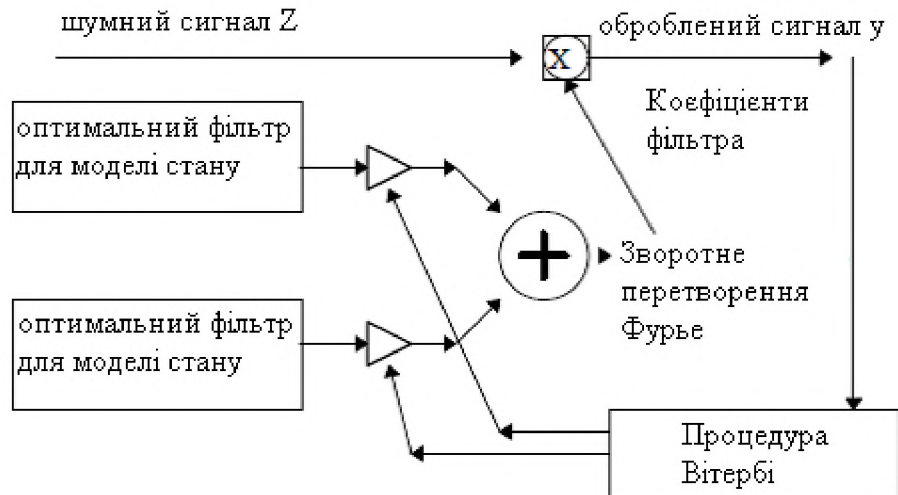 шумний сигнал Z
оброблений сигнал y
X
Коефіцієнти
фільтра
оптимальний фільтр
для моделі стану
+
Зворотне
перетворення
Фурье
оптимальний фільтр
для моделі стану
Процедура
Вітербі